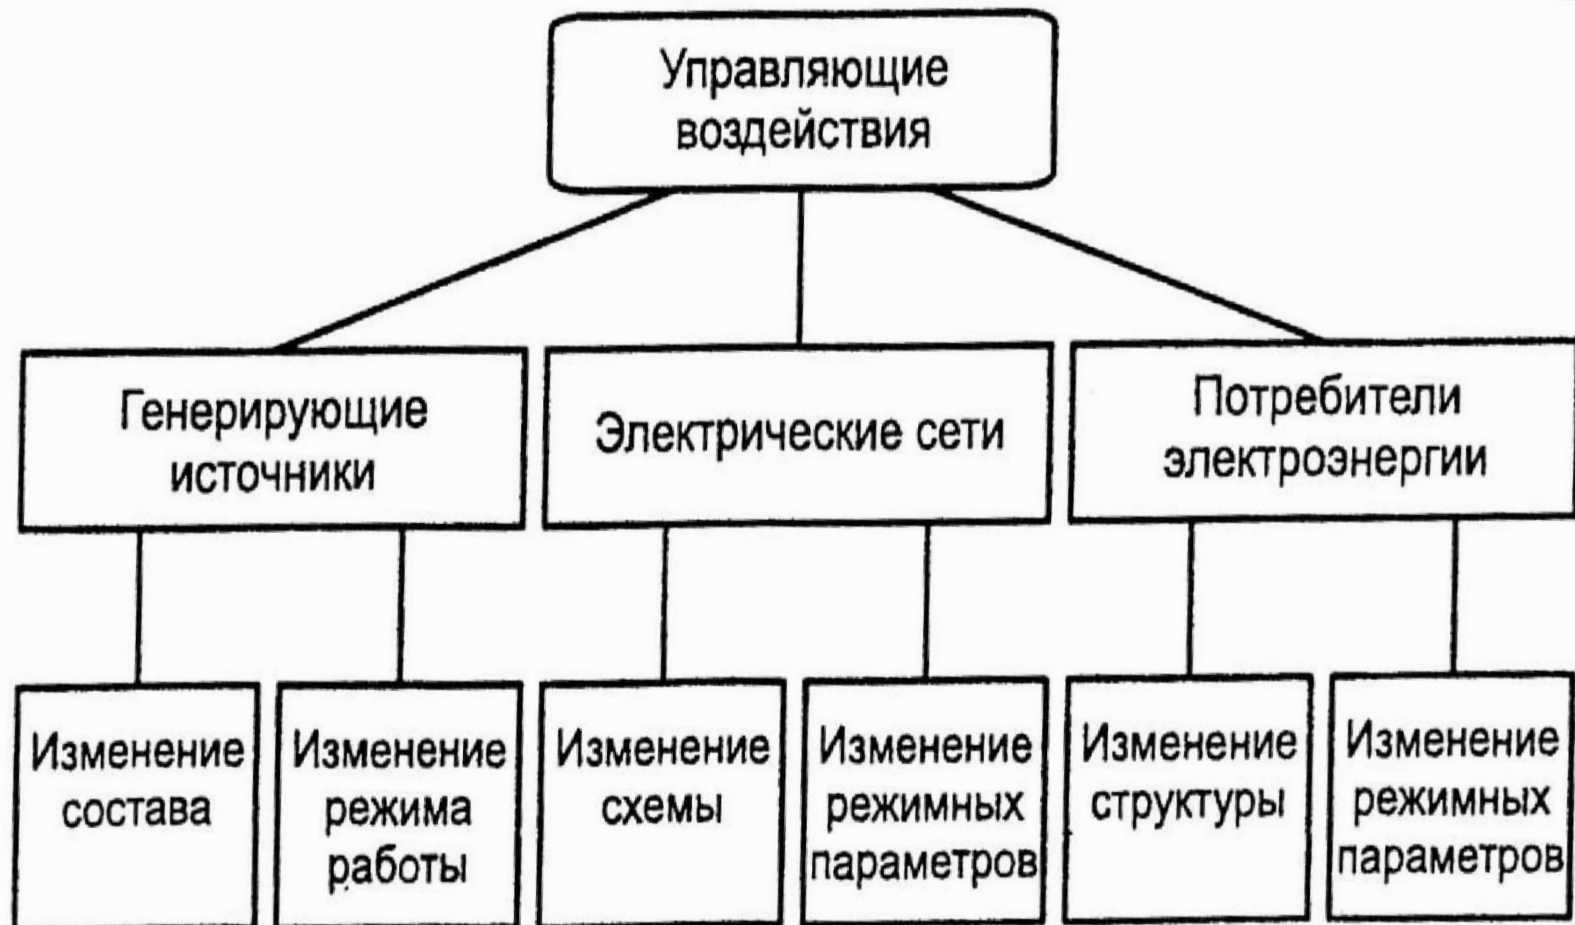 Управляющие
воздействия
Генерирующие
источники
Электрические сети
Потребители
электроэнергии
Изменение
состава
Изменение
режима
работы
Изменение
схемы
Изменение
режимных
параметров
Изменение
структуры
Изменение
режимных
параметров